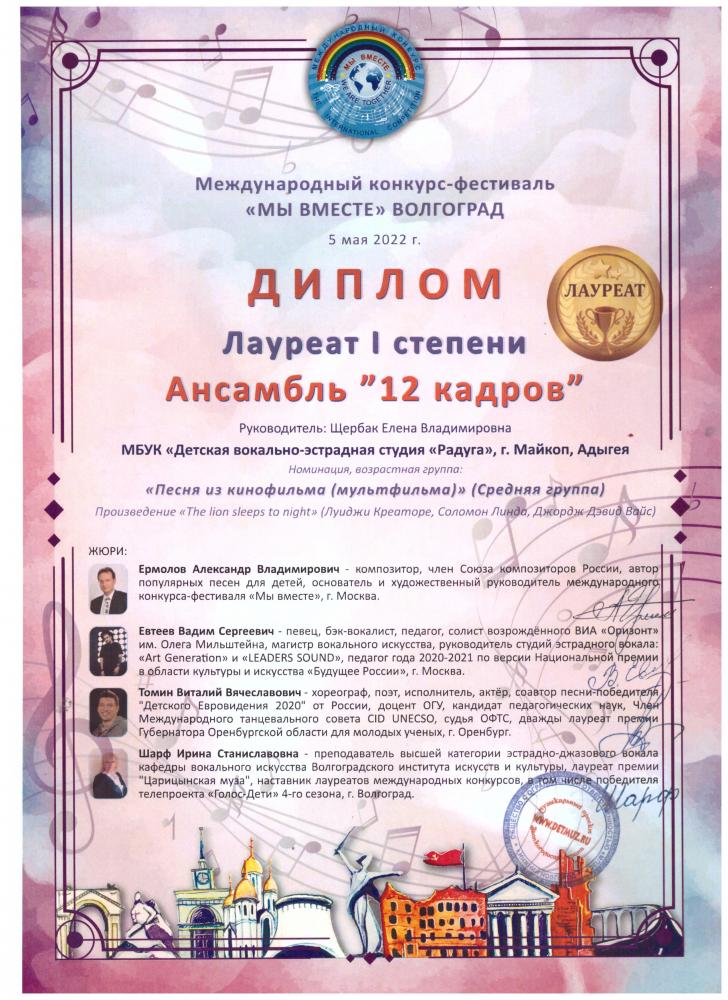 МЕЖДУНАРОДНЫЙ КОНКУРС
МЫ ВМЕСТЕ
WE ARE TOGETHER
THE INTERNATIONAL COMPETITION
Международный конкурс-фестиваль
«МЫ ВМЕСТЕ» ВОЛГОГРАД
5 мая 2022 г.
ДИПЛОМ
ЛАУРЕАТ
Лауреат I степени
Ансамбль ”12 кадров”
Руководитель: Щербак Елена Владимировна
МБУК «Детская вокально-эстрадная студия «Радуга», г. Майкоп, Адыгея
Номинация, возрастная группа:
«Песня из кинофильма (мультфильма)» (Средняя группа)
Произведение «The lion sleeps to night» (Луиджи Креаторе, Соломон Линда, Джордж Дэвид Вайс)
ЖЮРИ:
Ермолов Александр Владимирович - композитор, член Союза композиторов России, автор
популярных песен для детей, основатель и художественный руководитель международного
конкурса-фестиваля «Мы вместе», г. Москва.
Евтеев Вадим Сергеевич - певец, бэк-вокалист, педагог, солист возрождённого ВИА «Оризонт»
им. Олега Мильштейна, магистр вокального искусства, руководитель студий эстрадного вокала:
«Art Generation» и «LEADERS SOUND», педагог года 2020-2021 по версии Национальной премии
в области культуры и искусства «Будущее России», г. Москва.
Томин Виталий Вячеславович - хореограф, поэт, исполнитель, актёр, соавтор песни-победителя
"Детского Евровидения 2020" от России, доцент ОГУ, кандидат педагогических наук, Член
Международного танцевального совета CID UNECSO, судья ОФТС, дважды лауреат премии
Губернатора Оренбургской области для молодых ученых, г. Оренбург.
Шарф Ирина Станиславовна - преподаватель высшей категории эстрадно-джазового вокала
кафедры вокального искусства Волгоградского института искусств и культуры, лауреат премии
"Царицынская муза", наставник лауреатов международных конкурсов, в том числе победителя
телепроекта «Голос-Дети» 4-го сезона, г. Волгоград.
Шарф
WWW.DETMUZ.RU